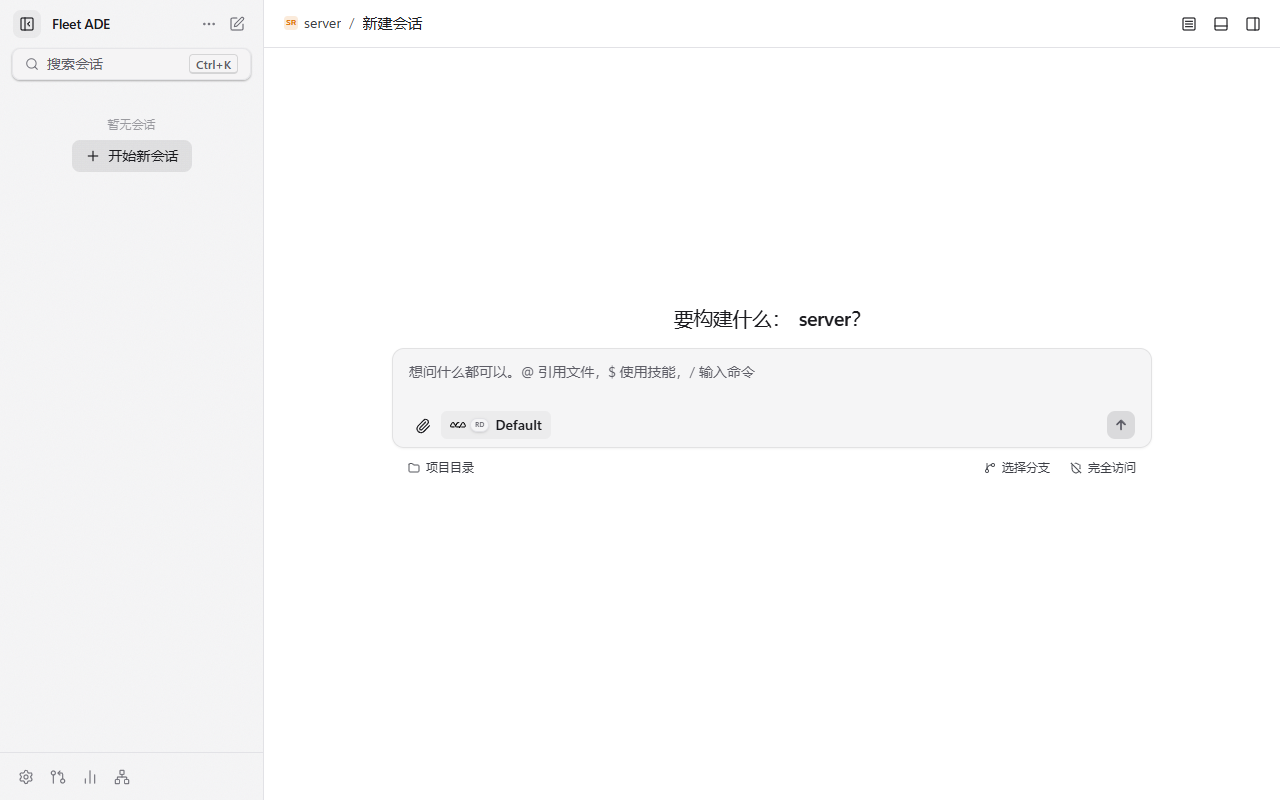 Fleet ADE
搜索会话 Ctrl+K
暂无会话
开始新会话
SR server / 新建会话
要构建什么： server？
想问什么都可以。@ 引用文件，$ 使用技能，/ 输入命令
RD Default
项目目录
选择分支 完全访问